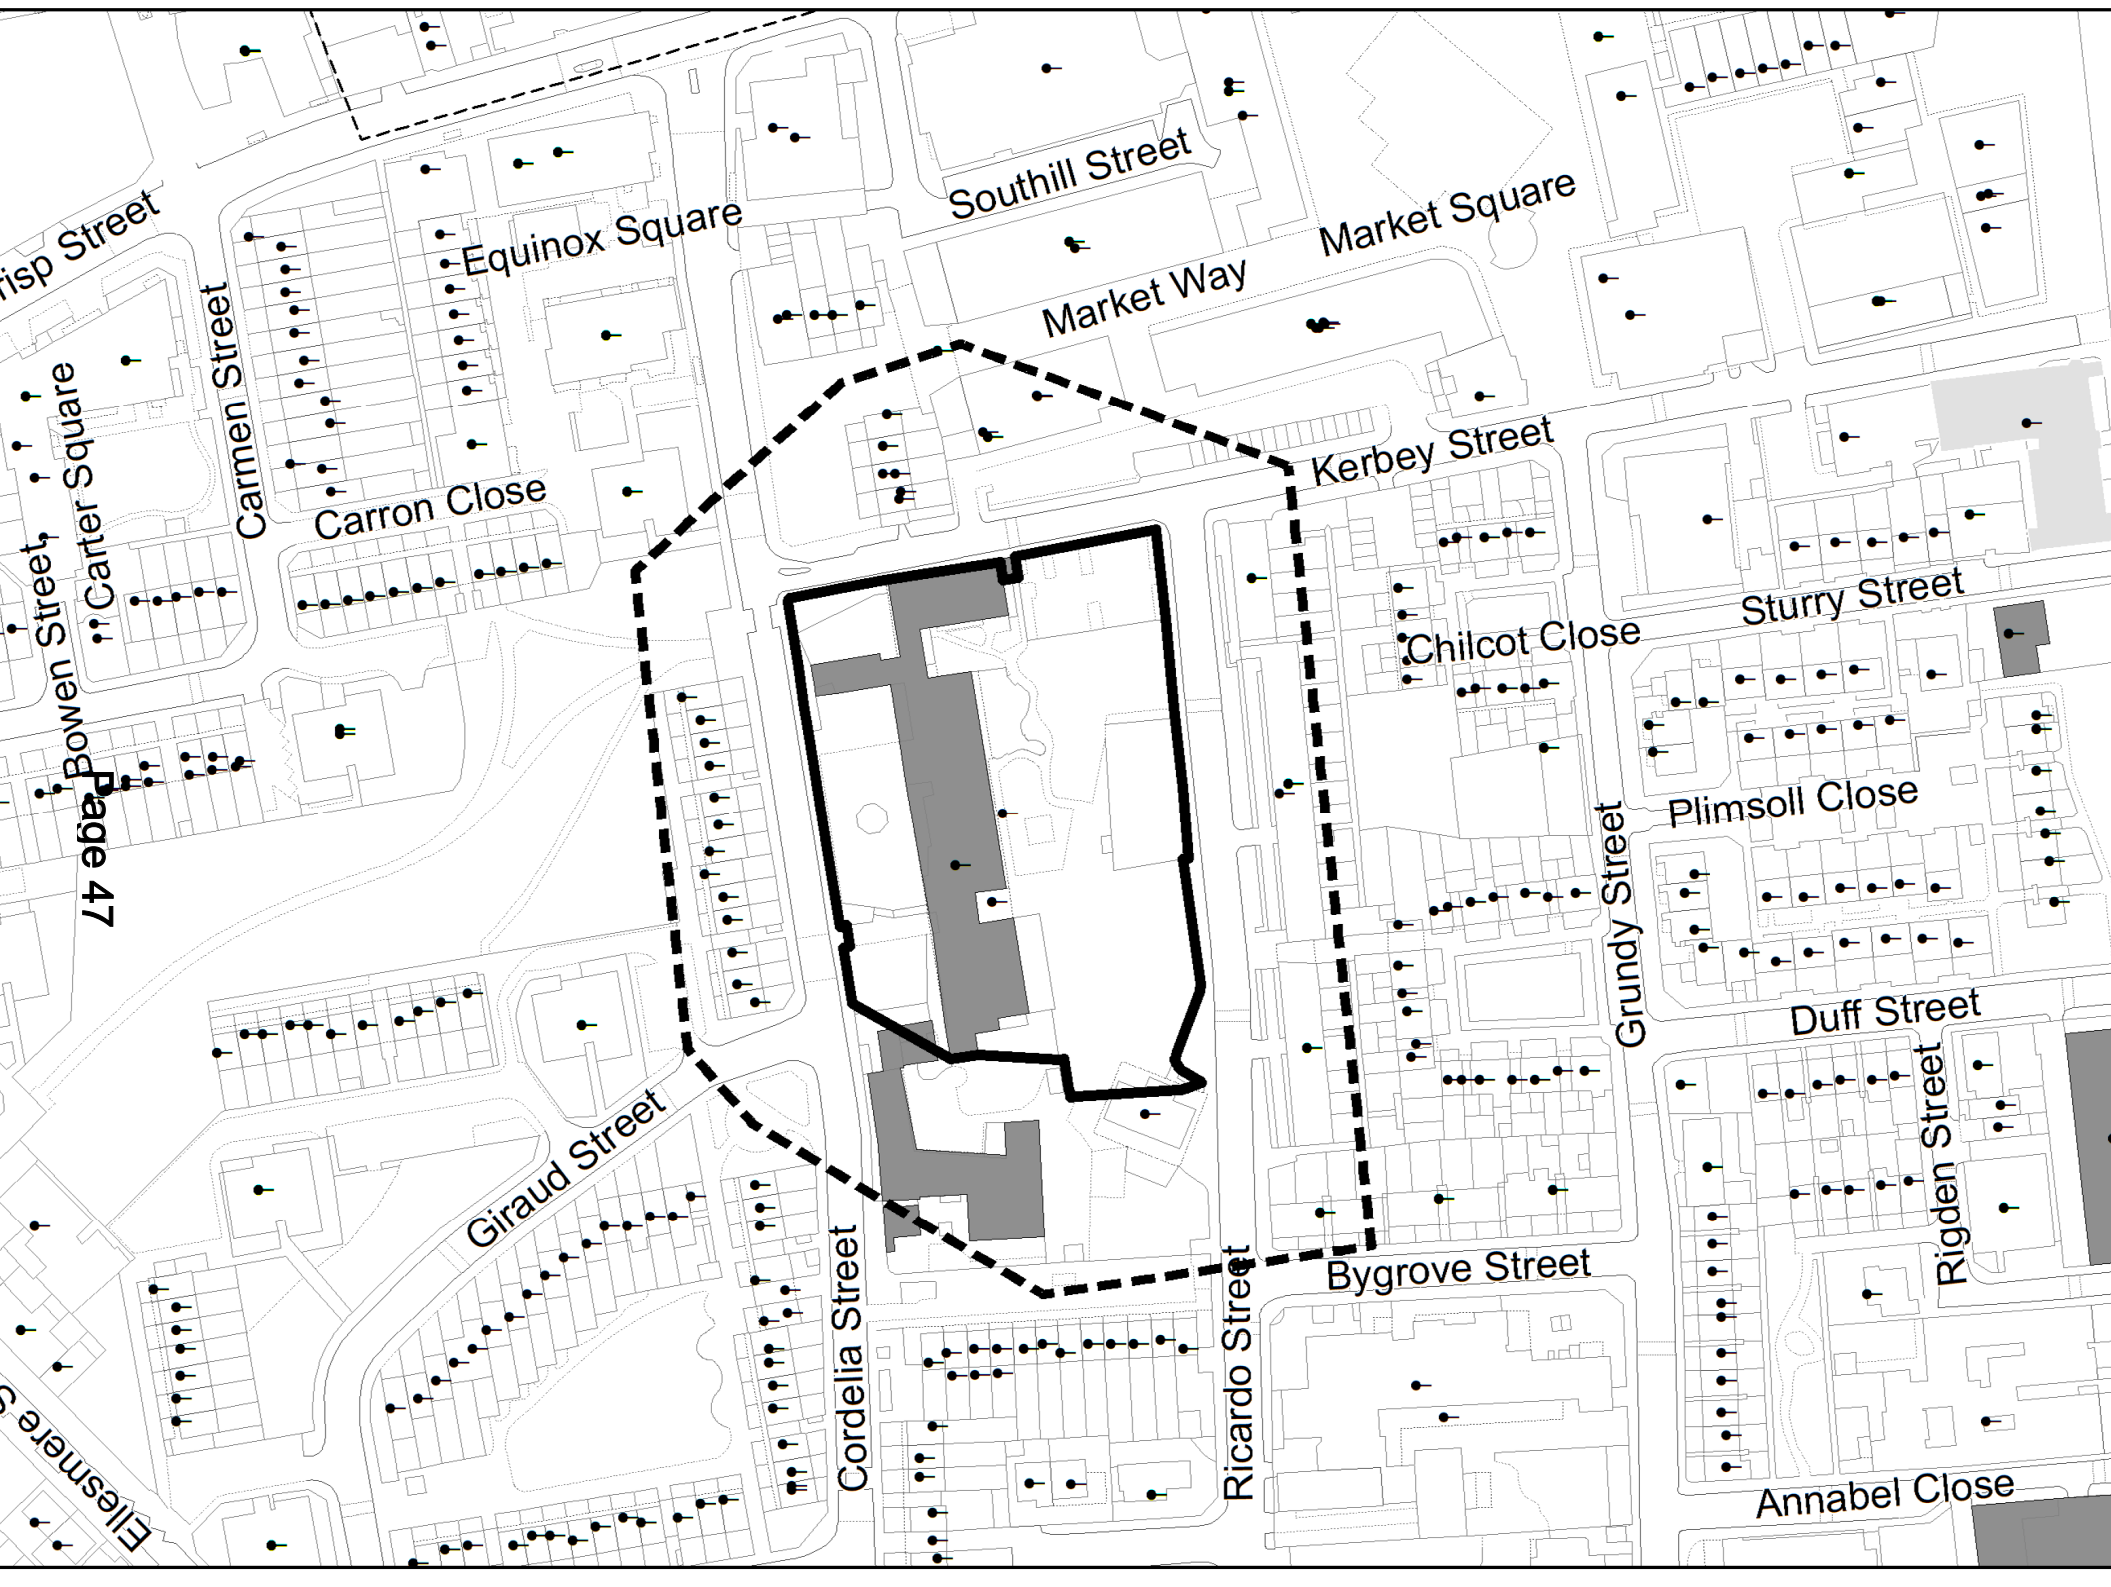 Southill Street
Market Square
Equinox Square
risp Street
Market Way
Carmen Street
Carter Square
Kerbey Street
Carron Close
Bowen Street
Sturry Street
Chilcot Close
Plimsoll Close
Page 47
Grundy Street
Duff Street
Giraud Street
Rigden Street
Bygrove Street
Cordelia Street
Ricardo Street
Ellesmere S
Annabel Close